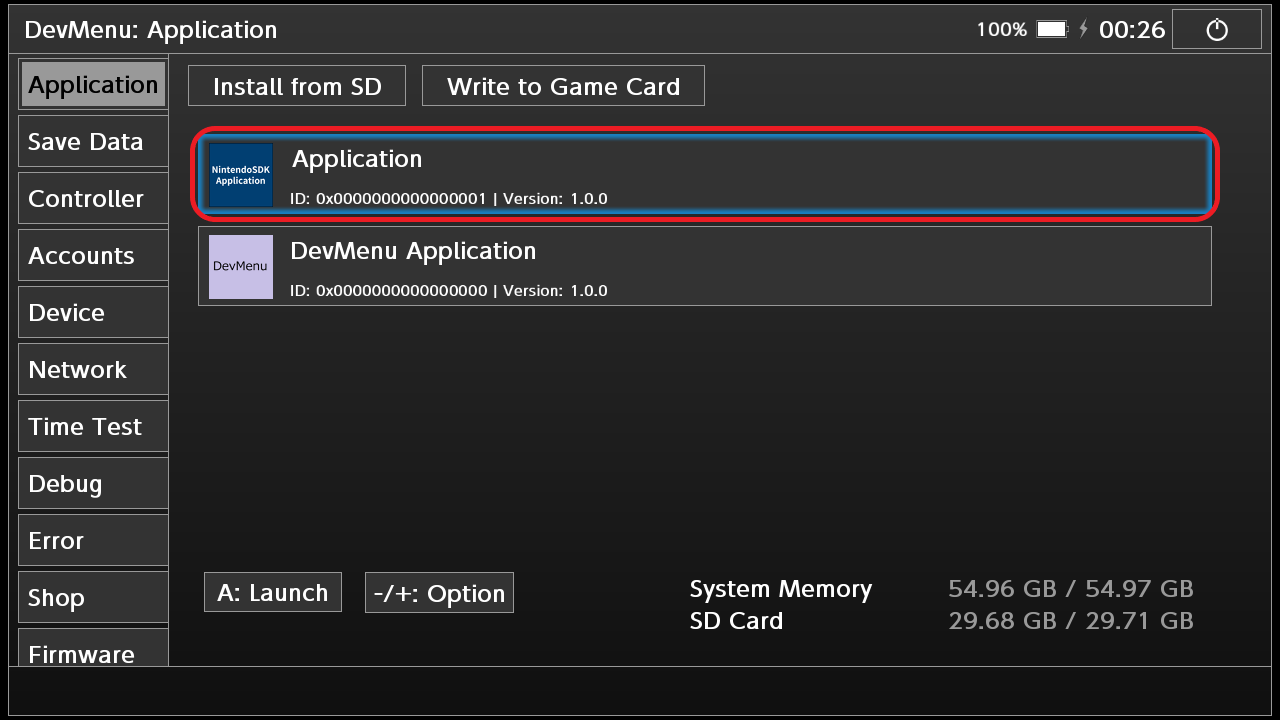 DevMenu: Application
100% 00:26
Application
Save Data
Controller
Accounts
Device
Network
Time Test
Debug
Error
Shop
Firmware
Install from SD
Write to Game Card
NintendoSDK
Application
Application
ID: 0x0000000000000001 | Version: 1.0.0
DevMenu
DevMenu Application
ID: 0x0000000000000000 | Version: 1.0.0
A: Launch
-/+: Option
System Memory 54.96 GB / 54.97 GB
SD Card 29.68 GB / 29.71 GB